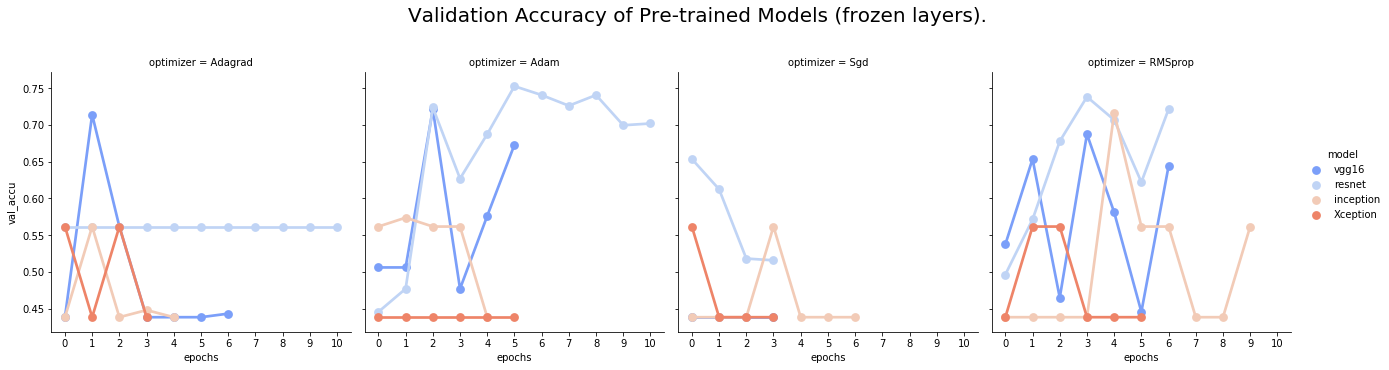 Validation Accuracy of Pre-trained Models (frozen layers).
optimizer = Adagrad
optimizer = Adam
optimizer = Sgd
optimizer = RMSprop
val_accu
0.75
0.70
0.65
0.60
0.55
0.50
0.45
0 1 2 3 4 5 6 7 8 9 10
epochs
0 1 2 3 4 5 6 7 8 9 10
epochs
0 1 2 3 4 5 6 7 8 9 10
epochs
0 1 2 3 4 5 6 7 8 9 10
epochs
model
vgg16
resnet
inception
Xception